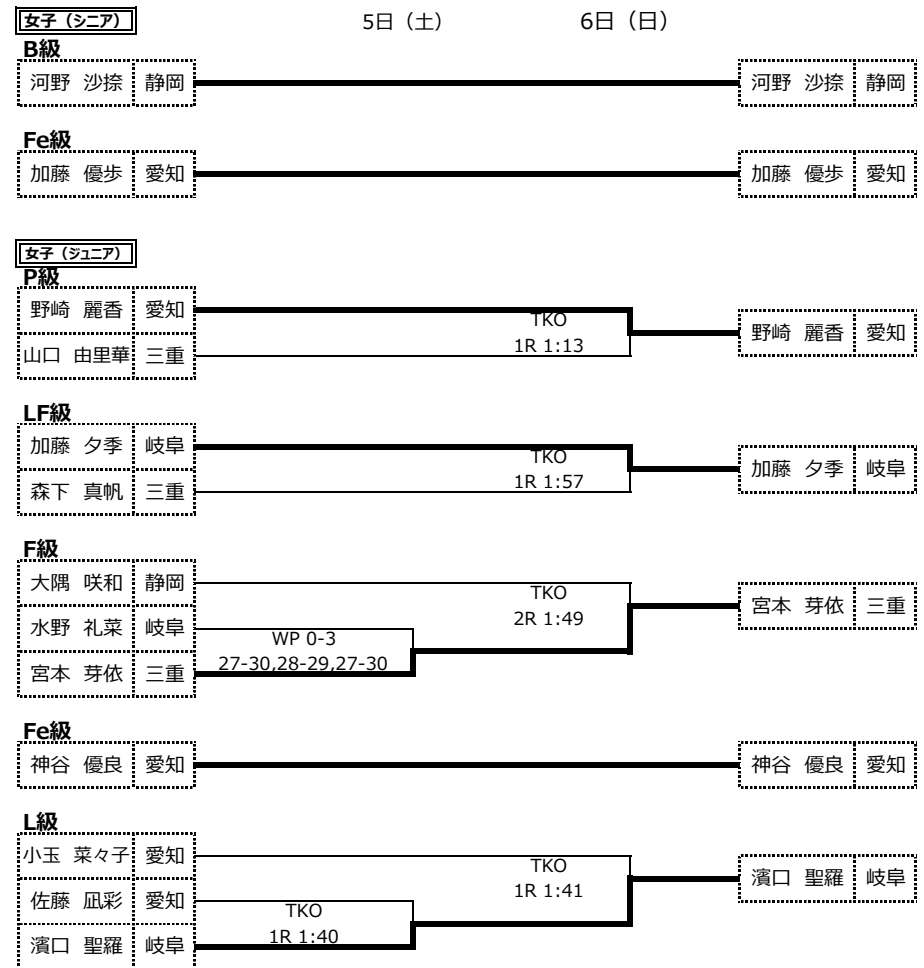 女子（シニア） 5日（土） 6日（日）
B級
河野 沙捺 静岡 河野 沙捺 静岡
Fe級
加藤 優歩 愛知 加藤 優歩 愛知
女子（ジュニア）
P級
野崎 麗香 愛知
TKO
野崎 麗香 愛知
山口 由里華 三重 1R 1:13
LF級
加藤 夕季 岐阜
TKO
加藤 夕季 岐阜
森下 真帆 三重 1R 1:57
F級
大隅 咲和 静岡
TKO
宮本 芽依 三重
2R 1:49
水野 礼菜 岐阜
WP 0-3
27-30,28-29,27-30
宮本 芽依 三重
Fe級
神谷 優良 愛知 神谷 優良 愛知
L級
小玉 菜々子 愛知
TKO
濱口 聖羅 岐阜
1R 1:41
佐藤 凪彩 愛知
TKO
1R 1:40
濱口 聖羅 岐阜